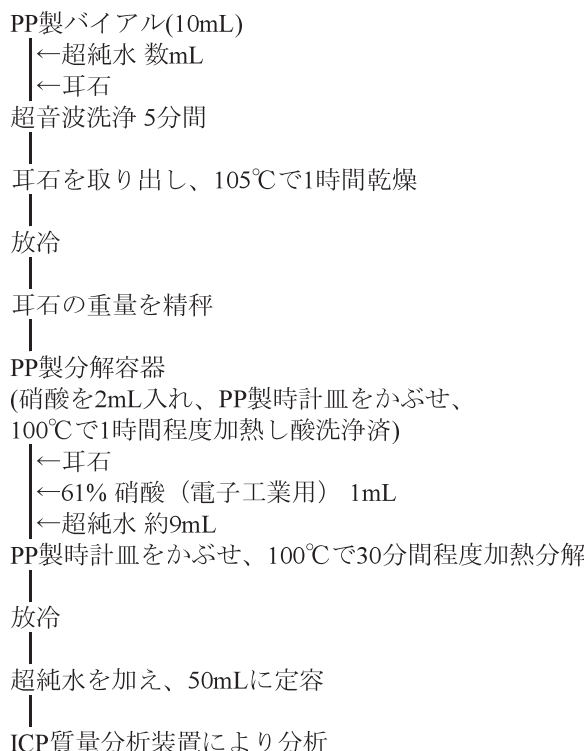 PP製バイアル(10mL)
←超純水 数mL
←耳石
超音波洗浄 5分間
耳石を取り出し、105℃で1時間乾燥
放冷
耳石の重量を精秤
PP製分解容器
(硝酸を2mL入れ、PP製時計皿をかぶせ、
100℃で1時間程度加熱し酸洗浄済)
←耳石
←61% 硝酸（電子工業用） 1mL
←超純水 約9mL
PP製時計皿をかぶせ、100℃で30分間程度加熱分解
放冷
超純水を加え、50mLに定容
ICP質量分析装置により分析